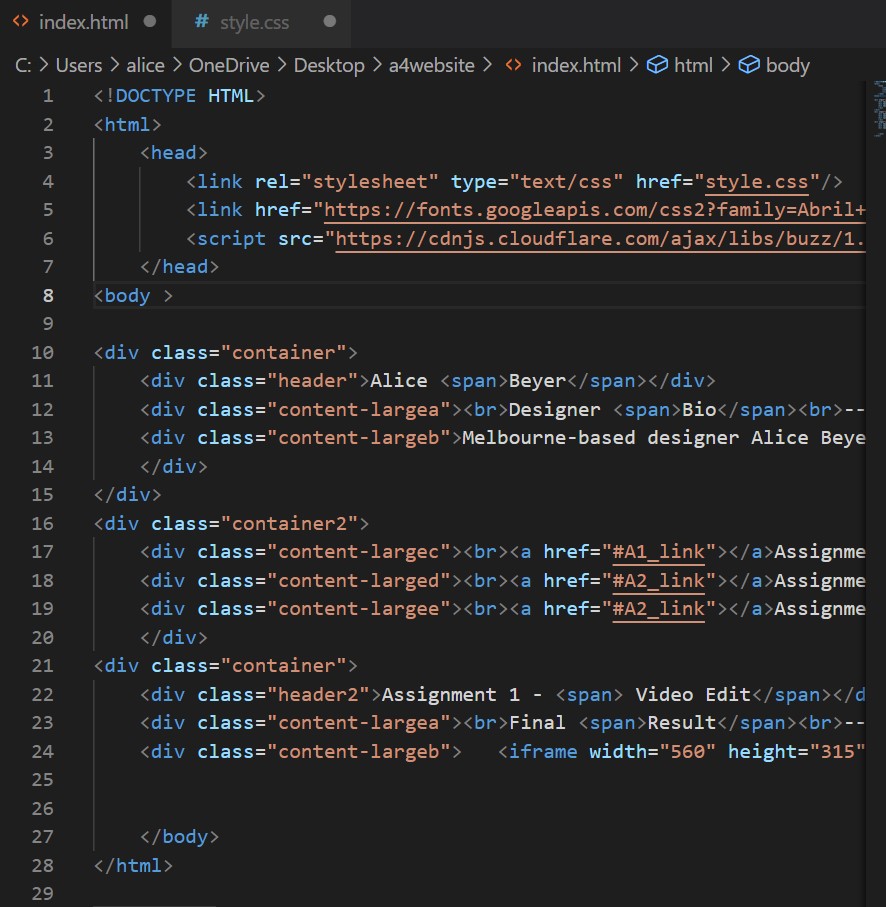 index.html
style.css
C: > Users > alice > OneDrive > Desktop > a4website > index.html > html > body
1 <!DOCTYPE HTML>
2 <html>
3 <head>
4 <link rel="stylesheet" type="text/css" href="style.css"/>
5 <link href="https://fonts.googleapis.com/css2?family=Abril+
6 <script src="https://cdnjs.cloudflare.com/ajax/libs/buzz/1.
7 </head>
8 <body >
9
10 <div class="container">
11 <div class="header">Alice <span>Beyer</span></div>
12 <div class="content-largea"><br>Designer <span>Bio</span><br>--
13 <div class="content-largeb">Melbourne-based designer Alice Beye
14 </div>
15 </div>
16 <div class="container2">
17 <div class="content-largec"><br><a href="#A1_link"></a>Assignme
18 <div class="content-larged"><br><a href="#A2_link"></a>Assignme
19 <div class="content-largee"><br><a href="#A2_link"></a>Assignme
20 </div>
21 <div class="container">
22 <div class="header2">Assignment 1 - <span> Video Edit</span></d
23 <div class="content-largea"><br>Final <span>Result</span><br>--
24 <div class="content-largeb"> <iframe width="560" height="315"
25
26
27 </body>
28 </html>
29